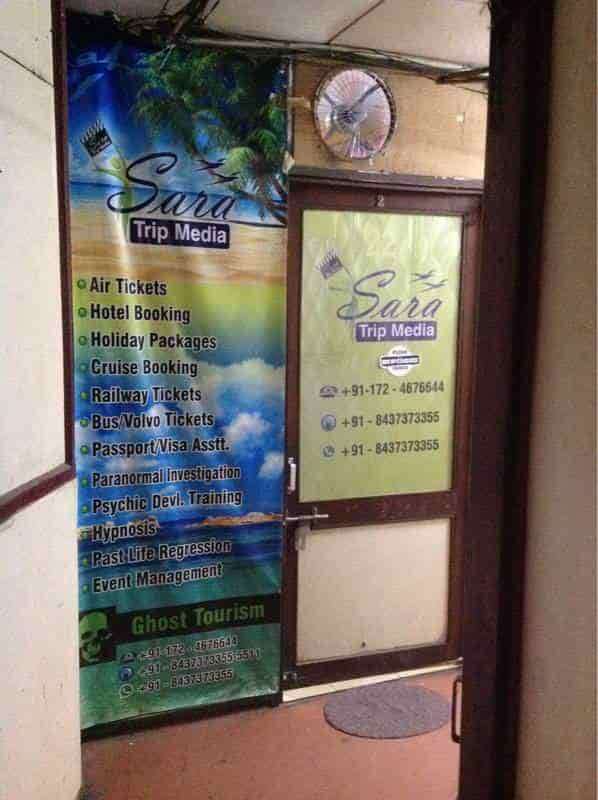 Sara
Trip Media
Air Tickets
Hotel Booking
Holiday Packages
Cruise Booking
Railway Tickets
Bus/Volvo Tickets
Passport/Visa Asstt.
Paranormal Investigation
Psychic Devl. Training
Hypnosis
Past Life Regression
Event Management
Ghost Tourism
+91-172 - 4676644
+91 - 8437373355-5511
+91 - 8437373355
2
Sara
Trip Media
+91-172 - 4676644
+91 - 8437373355
+91 - 8437373355